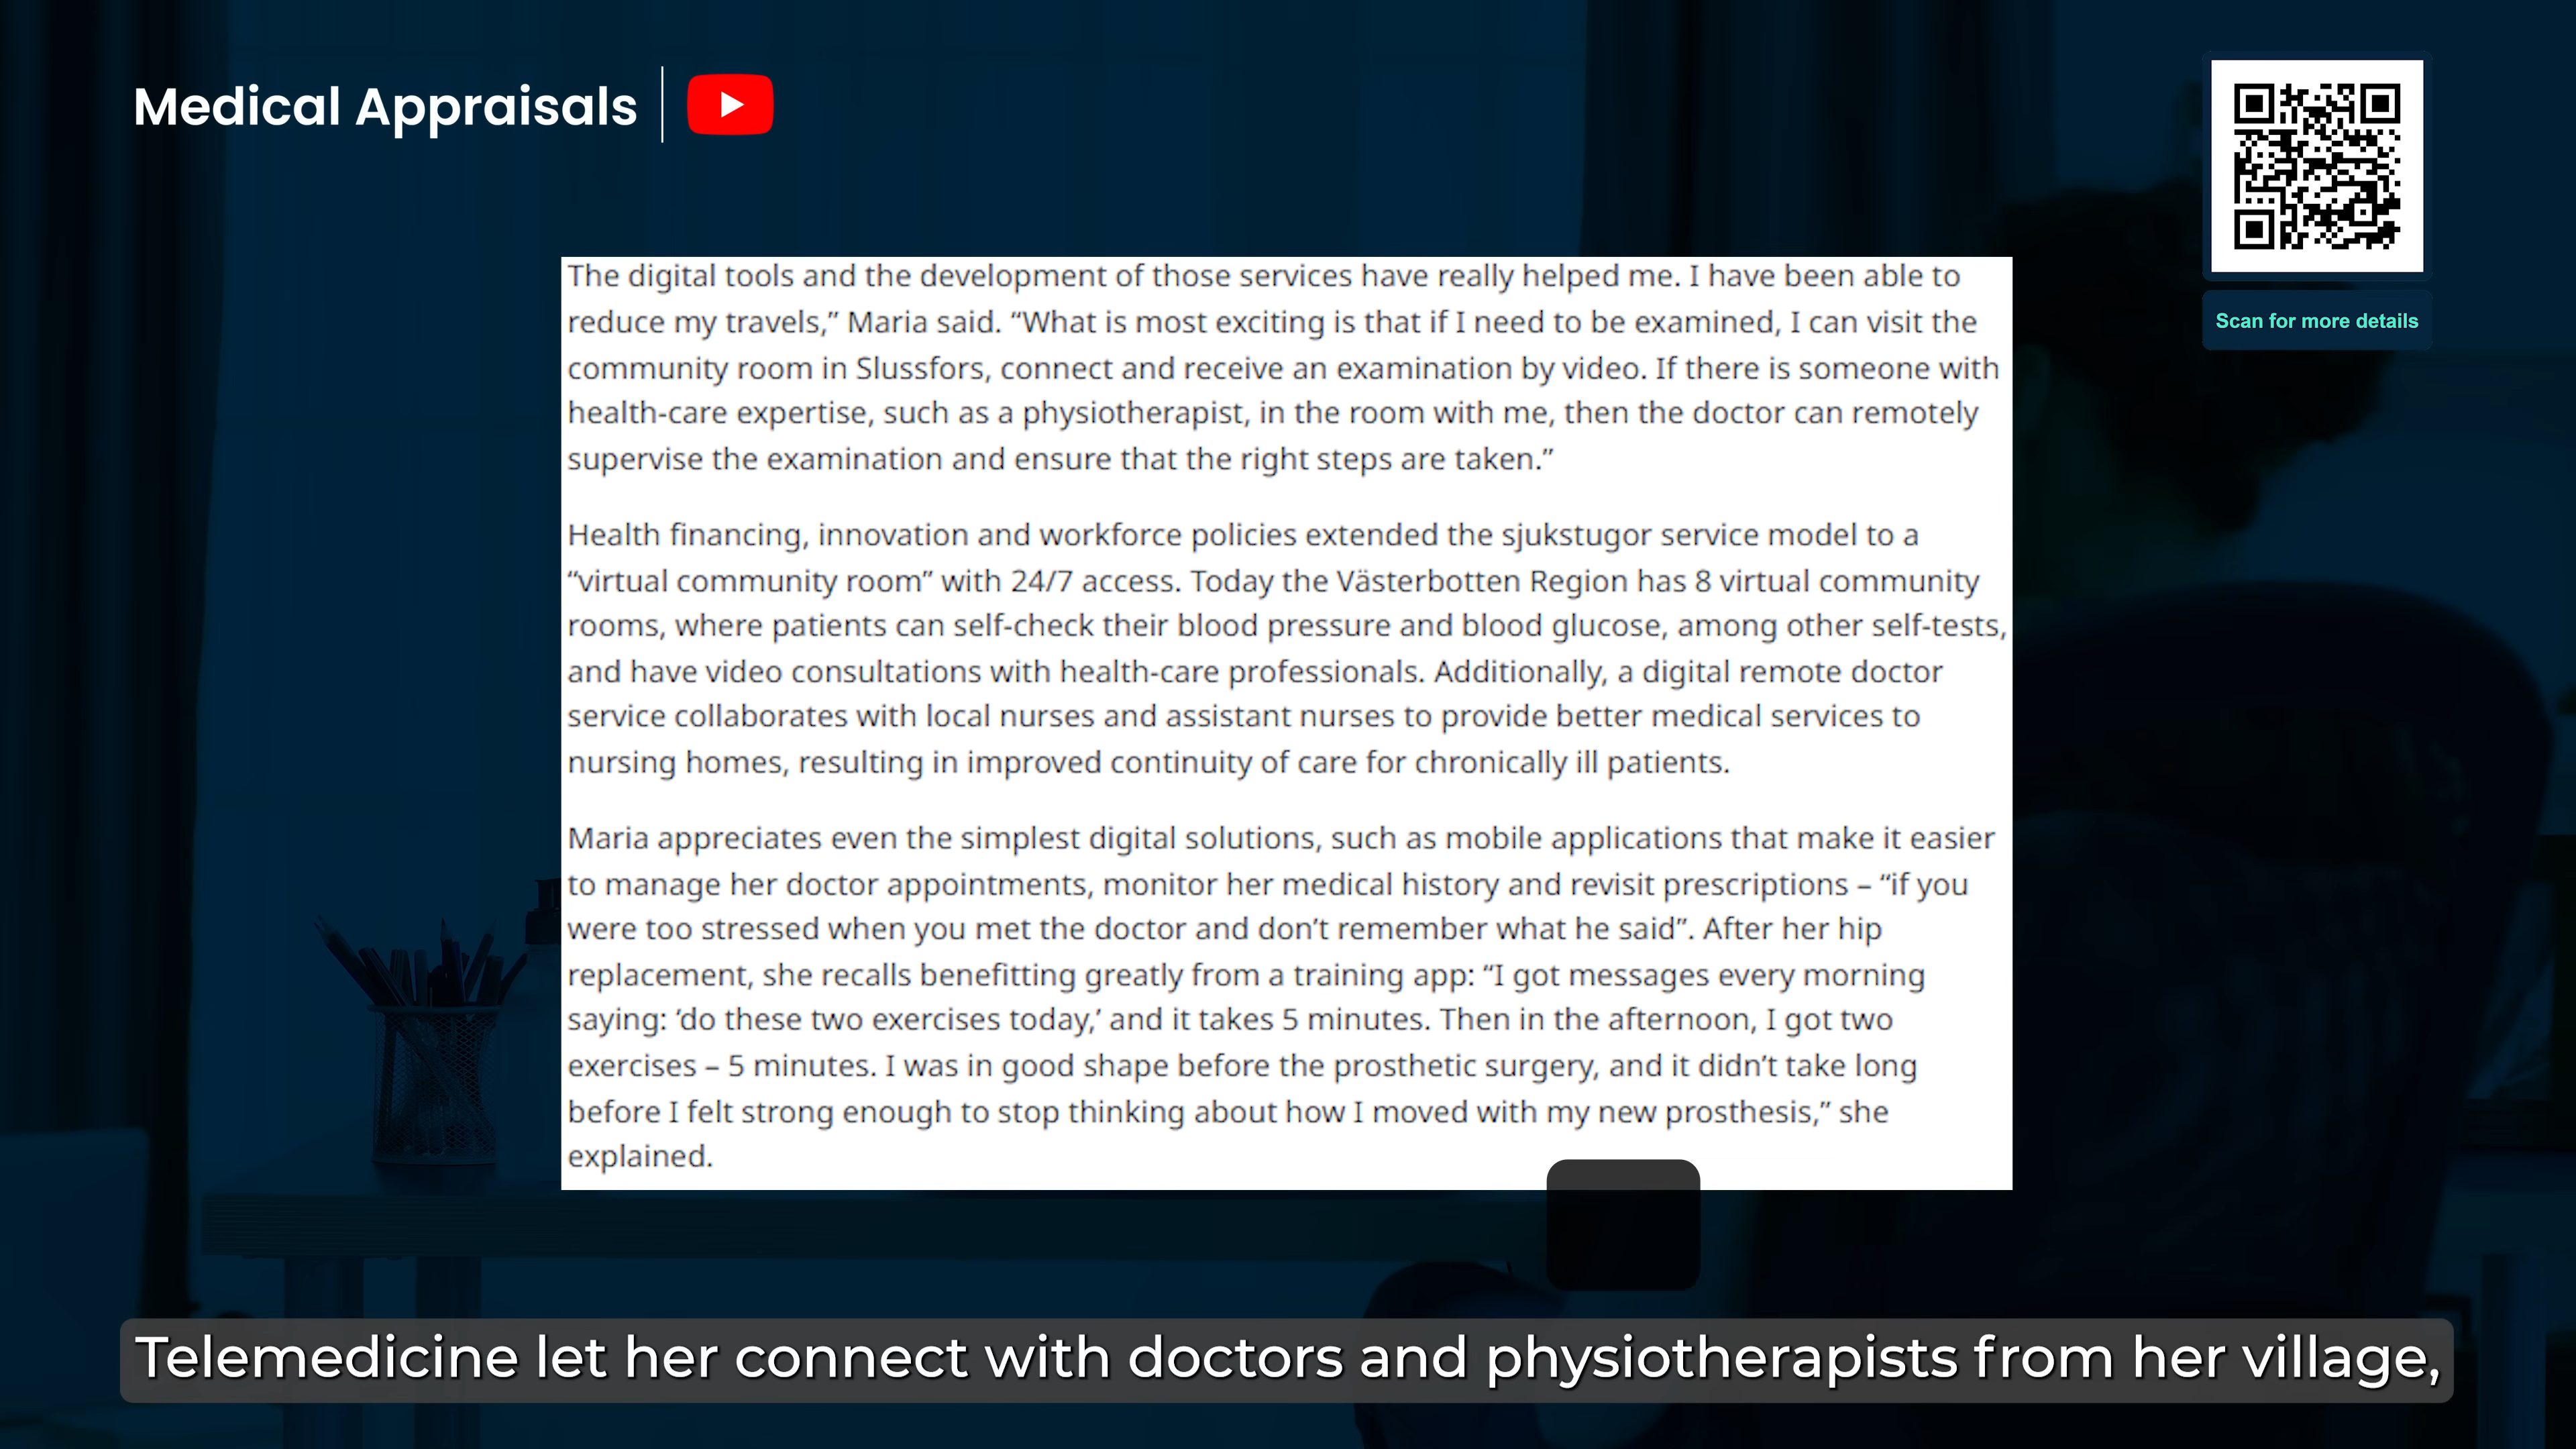 Medical Appraisals
Scan for more details
The digital tools and the development of those services have really helped me. I have been able to
reduce my travels,” Maria said. “What is most exciting is that if I need to be examined, I can visit the
community room in Slussfors, connect and receive an examination by video. If there is someone with
health-care expertise, such as a physiotherapist, in the room with me, then the doctor can remotely
supervise the examination and ensure that the right steps are taken.”
Health financing, innovation and workforce policies extended the sjukstugor service model to a
“virtual community room” with 24/7 access. Today the Västerbotten Region has 8 virtual community
rooms, where patients can self-check their blood pressure and blood glucose, among other self-tests,
and have video consultations with health-care professionals. Additionally, a digital remote doctor
service collaborates with local nurses and assistant nurses to provide better medical services to
nursing homes, resulting in improved continuity of care for chronically ill patients.
Maria appreciates even the simplest digital solutions, such as mobile applications that make it easier
to manage her doctor appointments, monitor her medical history and revisit prescriptions – “if you
were too stressed when you met the doctor and don’t remember what he said”. After her hip
replacement, she recalls benefitting greatly from a training app: “I got messages every morning
saying: ‘do these two exercises today,’ and it takes 5 minutes. Then in the afternoon, I got two
exercises – 5 minutes. I was in good shape before the prosthetic surgery, and it didn’t take long
before I felt strong enough to stop thinking about how I moved with my new prosthesis,” she
explained.
Telemedicine let her connect with doctors and physiotherapists from her village,